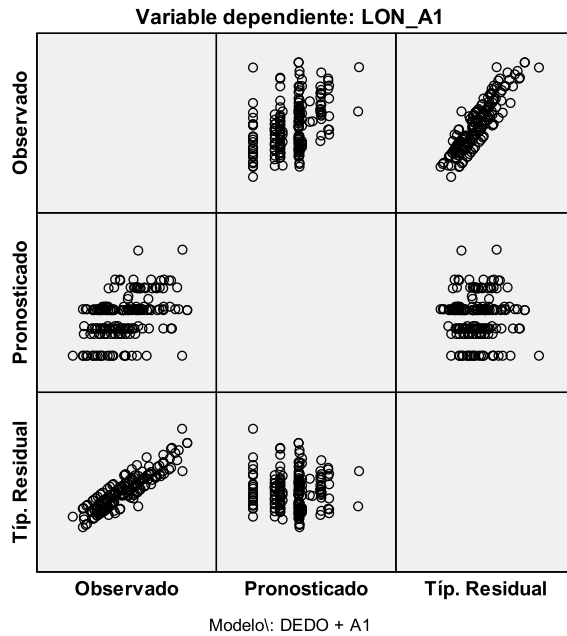 Variable dependiente: LON_A1
Observado
Pronosticado
Típ. Residual
Observado
Pronosticado
Típ. Residual
Modelo\: DEDO + A1